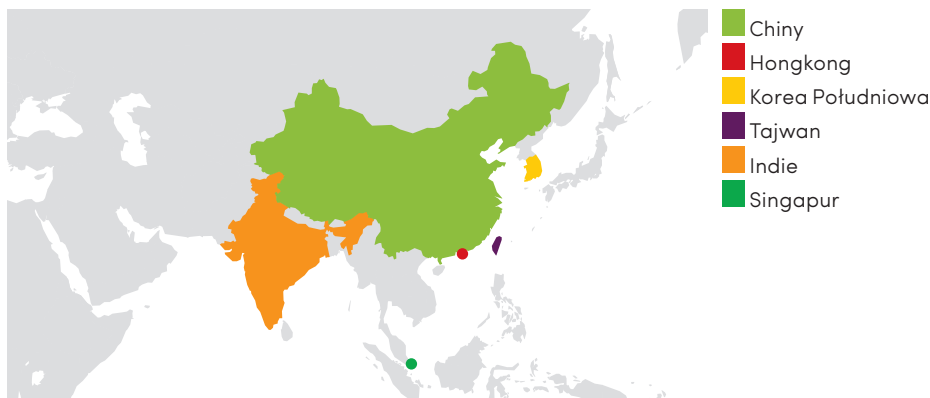 Chiny
Hongkong
Korea Południowa
Tajwan
Indie
Singapur